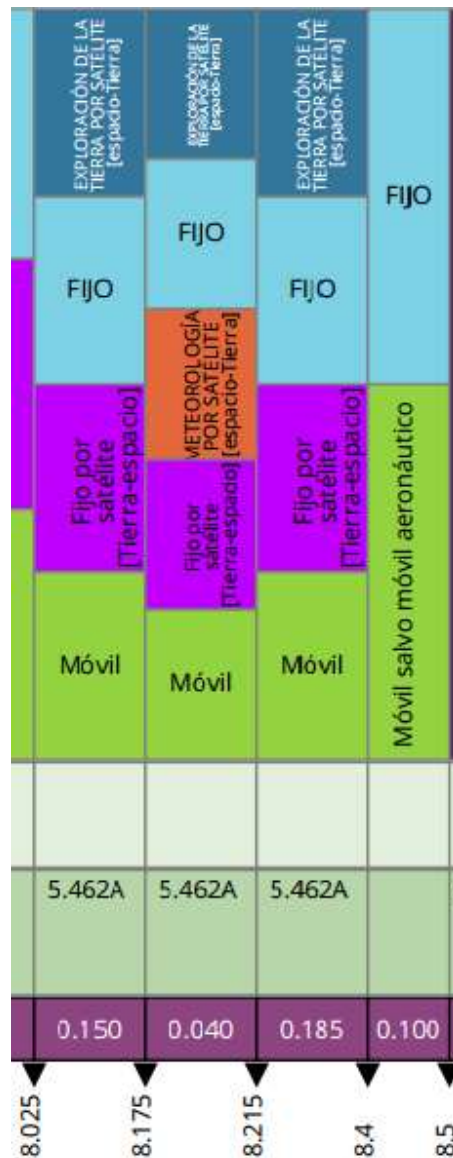 EXPLORACIÓN DE LA
TIERRA POR SATÉLITE
[espacio-Tierra]
FIJO
Fijo por
satélite
[Tierra-espacio]
Móvil
5.462A
0.150
EXPLORACIÓN DE LA
TIERRA POR SATÉLITE
[espacio-Tierra]
FIJO
METEOROLOGÍA
POR SATÉLITE
[espacio-Tierra]
Fijo por
satélite
[Tierra-espacio]
Móvil
5.462A
0.040
EXPLORACIÓN DE LA
TIERRA POR SATÉLITE
[espacio-Tierra]
FIJO
Fijo por
satélite
[Tierra-espacio]
Móvil
5.462A
0.185
FIJO
Móvil salvo móvil aeronáutico
0.100
8.025
8.175
8.215
8.4
8.5